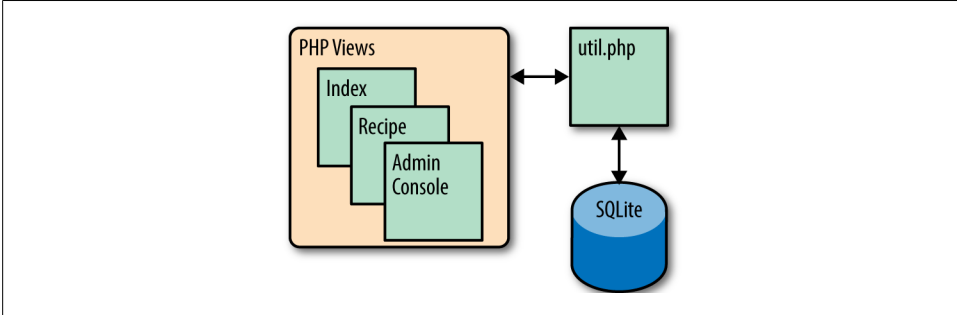 PHP Views
Index
Recipe
Admin
Console
util.php
SQLite